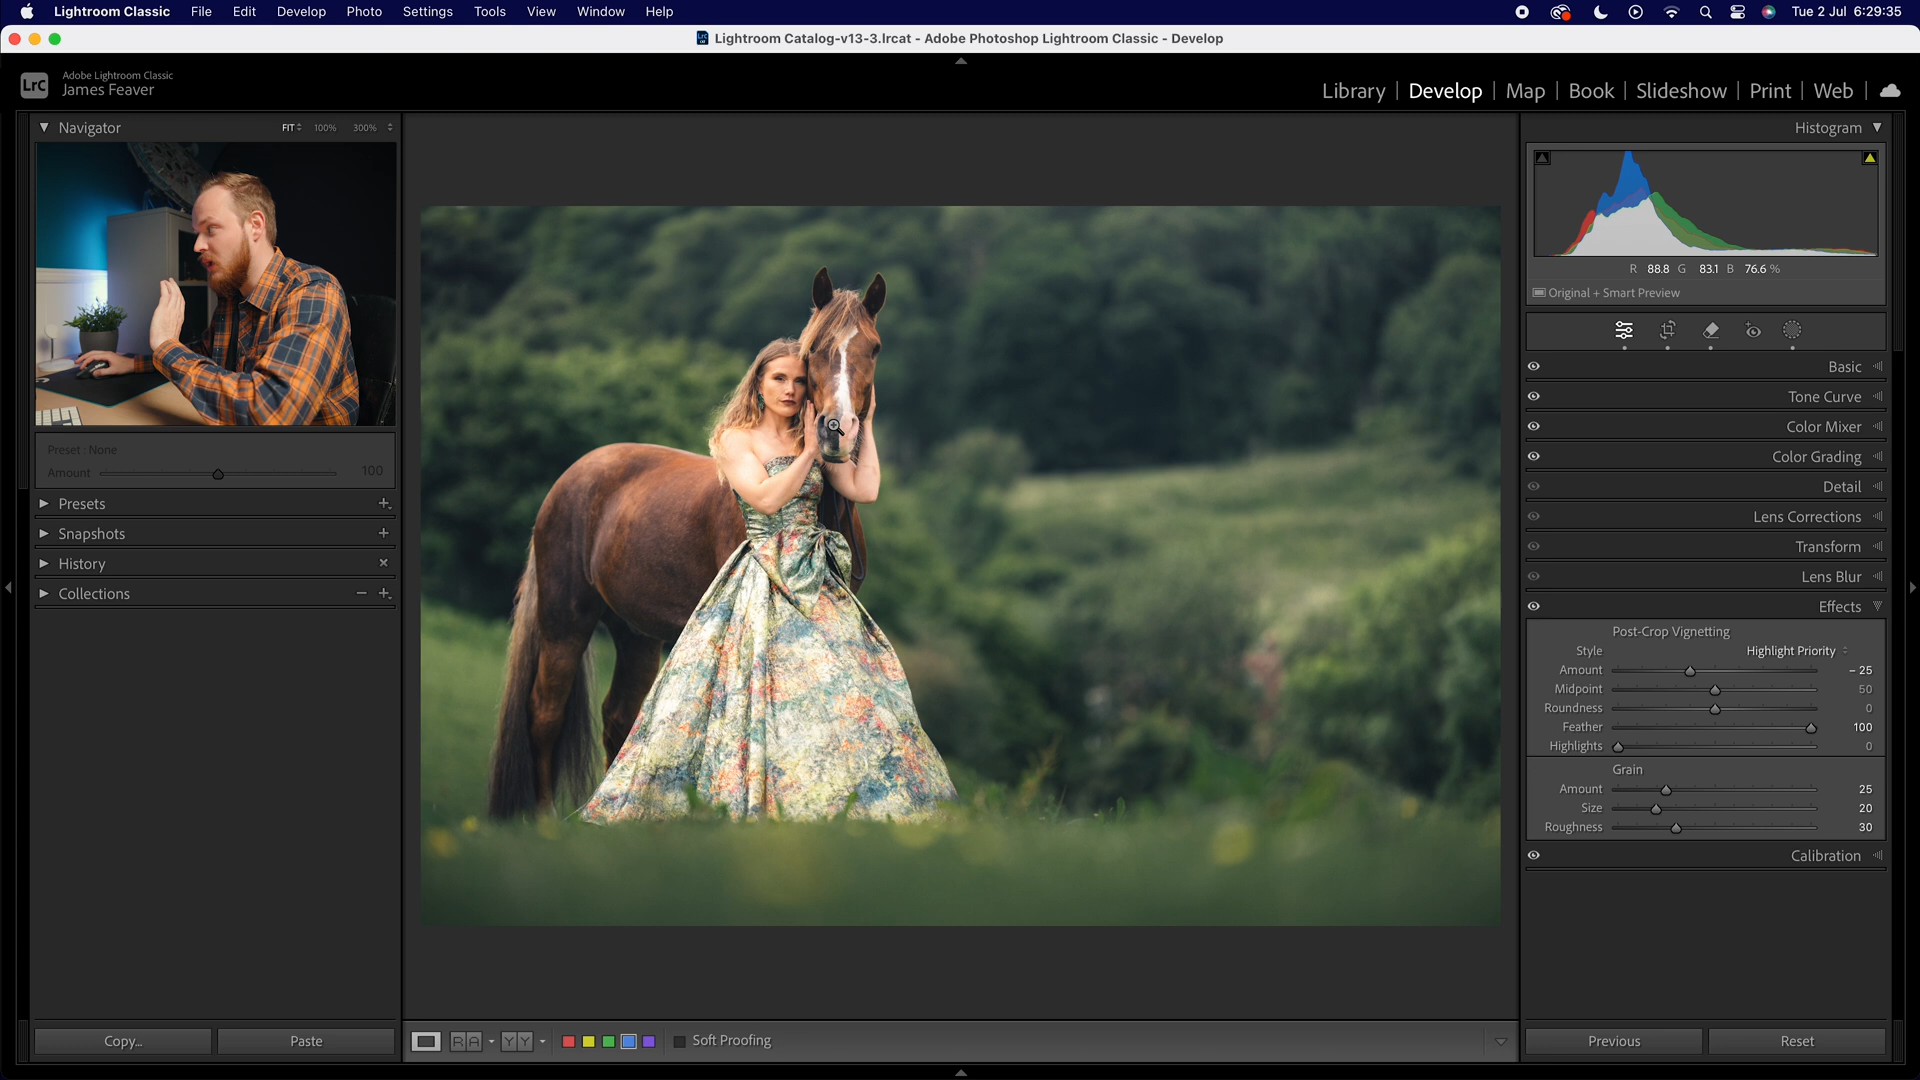 Lightroom Classic File Edit Develop Photo Settings Tools View Window Help Tue 2 Jul 6:29:35
Lightroom Catalog-v13-3.lrcat - Adobe Photoshop Lightroom Classic - Develop
LrC
Adobe Lightroom Classic
James Feaver
Library | Develop | Map | Book | Slideshow | Print | Web |
Navigator FIT 100% 300%
Preset : None
Amount 100
Presets
Snapshots
History
Collections
Copy... Paste
R A Y Y Soft Proofing
Histogram
R 88.8 G 83.1 B 76.6 %
Original + Smart Preview
Basic
Tone Curve
Color Mixer
Color Grading
Detail
Lens Corrections
Transform
Lens Blur
Effects
Post-Crop Vignetting
Style Highlight Priority
Amount – 25
Midpoint 50
Roundness 0
Feather 100
Highlights 0
Grain
Amount 25
Size 20
Roughness 30
Calibration
Previous Reset